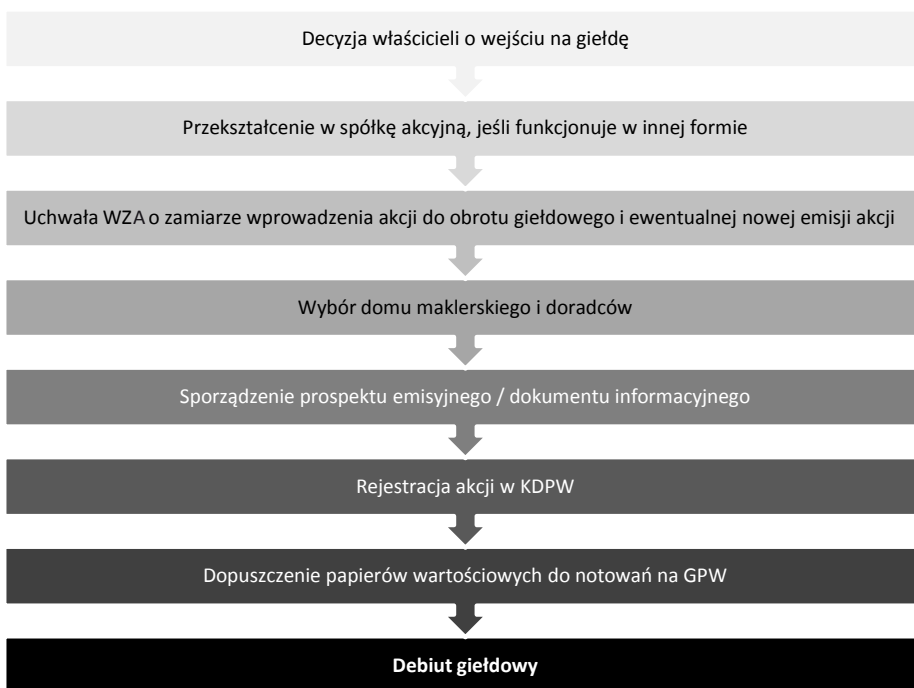 Decyzja właścicieli o wejściu na giełdę
Przekształcenie w spółkę akcyjną, jeśli funkcjonuje w innej formie
Uchwała WZA o zamiarze wprowadzenia akcji do obrotu giełdowego i ewentualnej nowej emisji akcji
Wybór domu maklerskiego i doradców
Sporządzenie prospektu emisyjnego / dokumentu informacyjnego
Rejestracja akcji w KDPW
Dopuszczenie papierów wartościowych do notowań na GPW
Debiut giełdowy